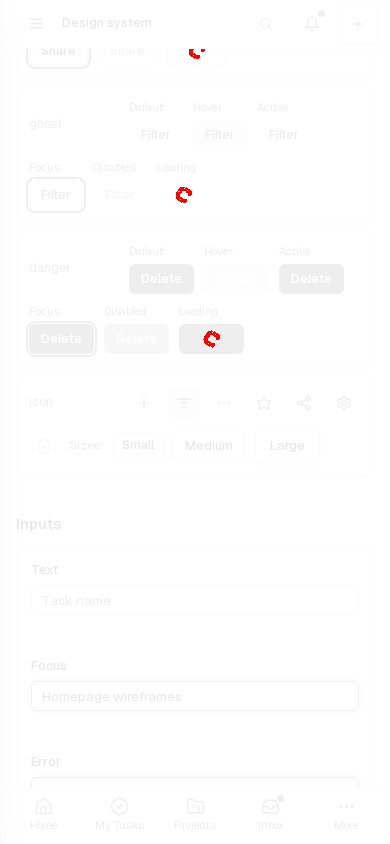 Design system
Share Share
ghost
Default Hover Active
Filter Filter Filter
Focus Disabled Loading
Filter Filter
danger
Default Hover Active
Delete Delete
Focus Disabled Loading
Delete Delete
icon
Sizes Small Medium Large
Inputs
Text
Task name
Focus
Homepage wireframes
Error
Home My Tasks Projects Inbox More